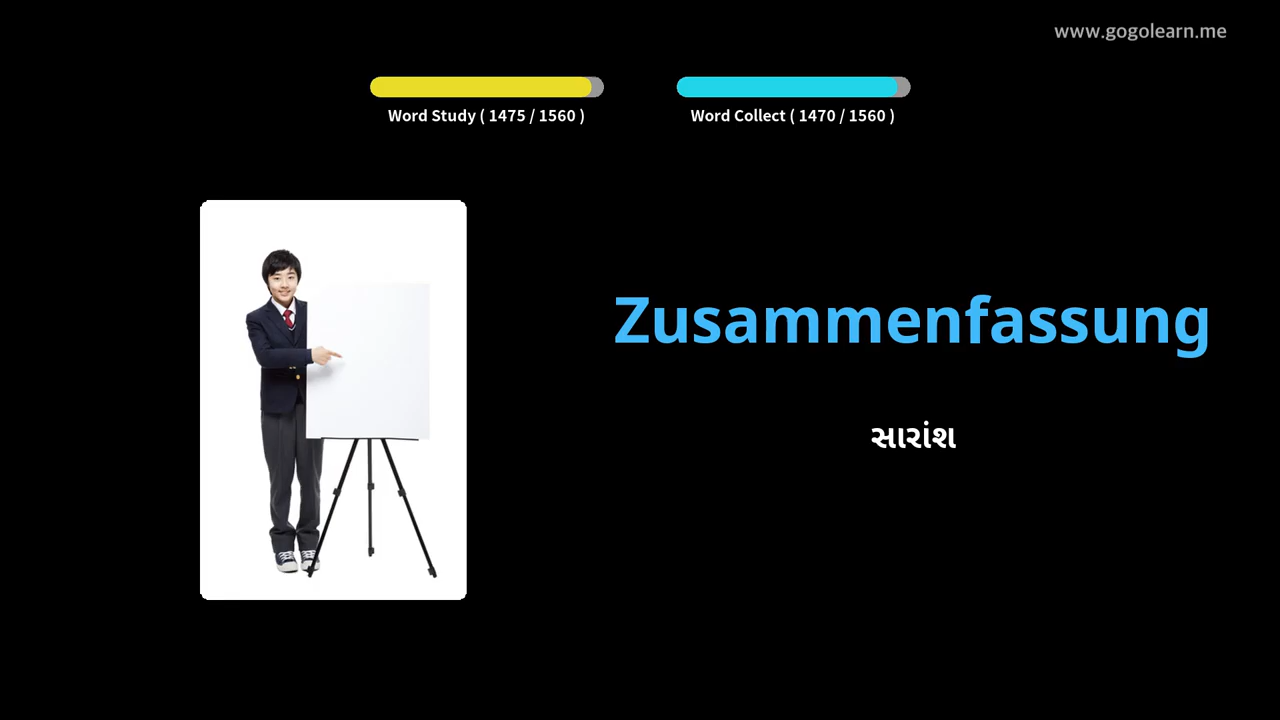 www.gogolearn.me
Word Study ( 1475 / 1560 )
Word Collect ( 1470 / 1560 )
Zusammenfassung
સારાંશ